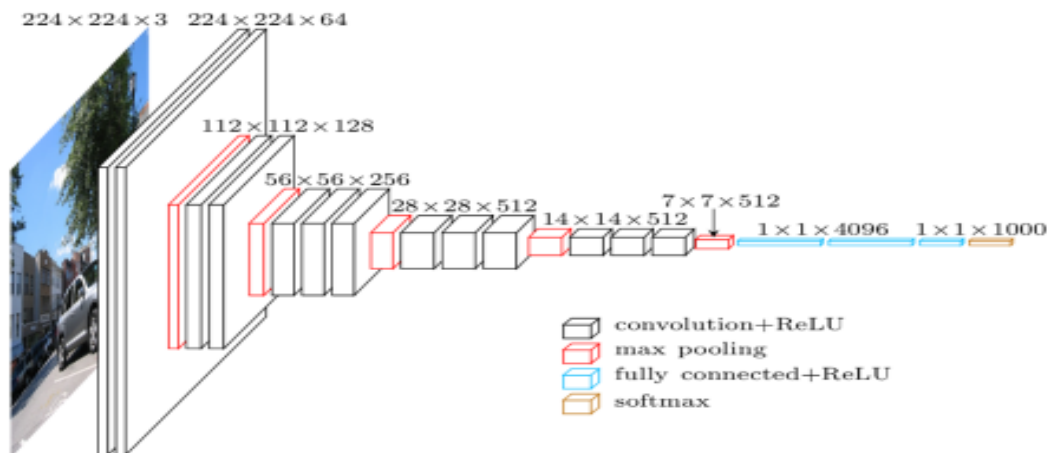 224×224×3
224×224×64
112×112×128
56×56×256
28×28×512
14×14×512
7×7×512
1×1×4096
1×1×1000
convolution+ReLU
max pooling
fully connected+ReLU
softmax